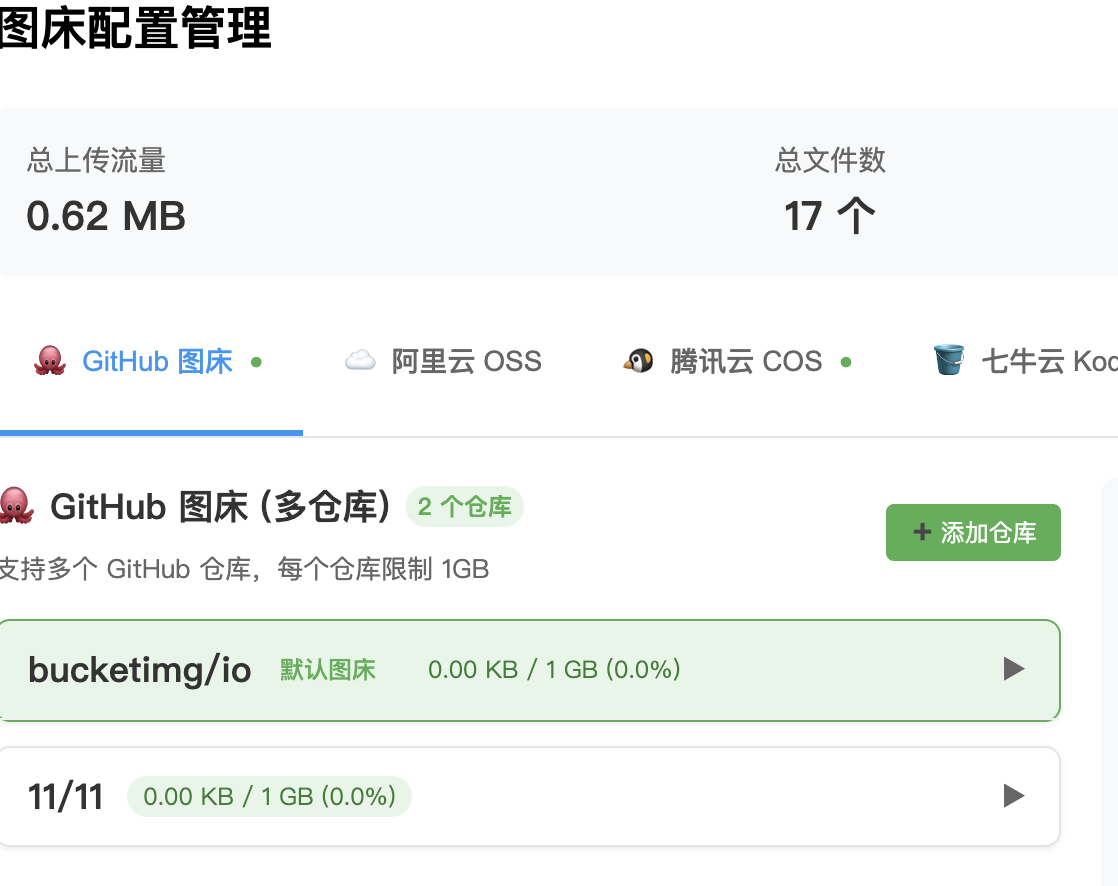 图床配置管理
总上传流量
总文件数
0.62 MB
17 个
GitHub 图床
阿里云 OSS
腾讯云 COS
七牛云
GitHub 图床 (多仓库)
2 个仓库
+ 添加仓库
支持多个 GitHub 仓库，每个仓库限制 1GB
bucketimg/io
默认图床
0.00 KB / 1 GB (0.0%)
11/11
0.00 KB / 1 GB (0.0%)